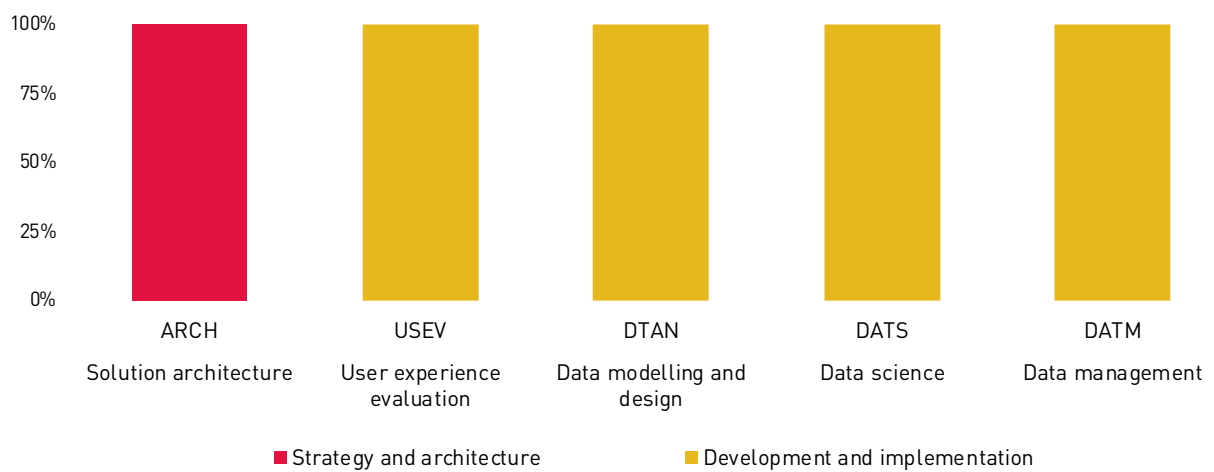 100%
75%
50%
25%
0%
ARCH
USEV
DTAN
DATS
DATM
Solution architecture
User experience
evaluation
Data modelling and
design
Data science
Data management
Strategy and architecture
Development and implementation